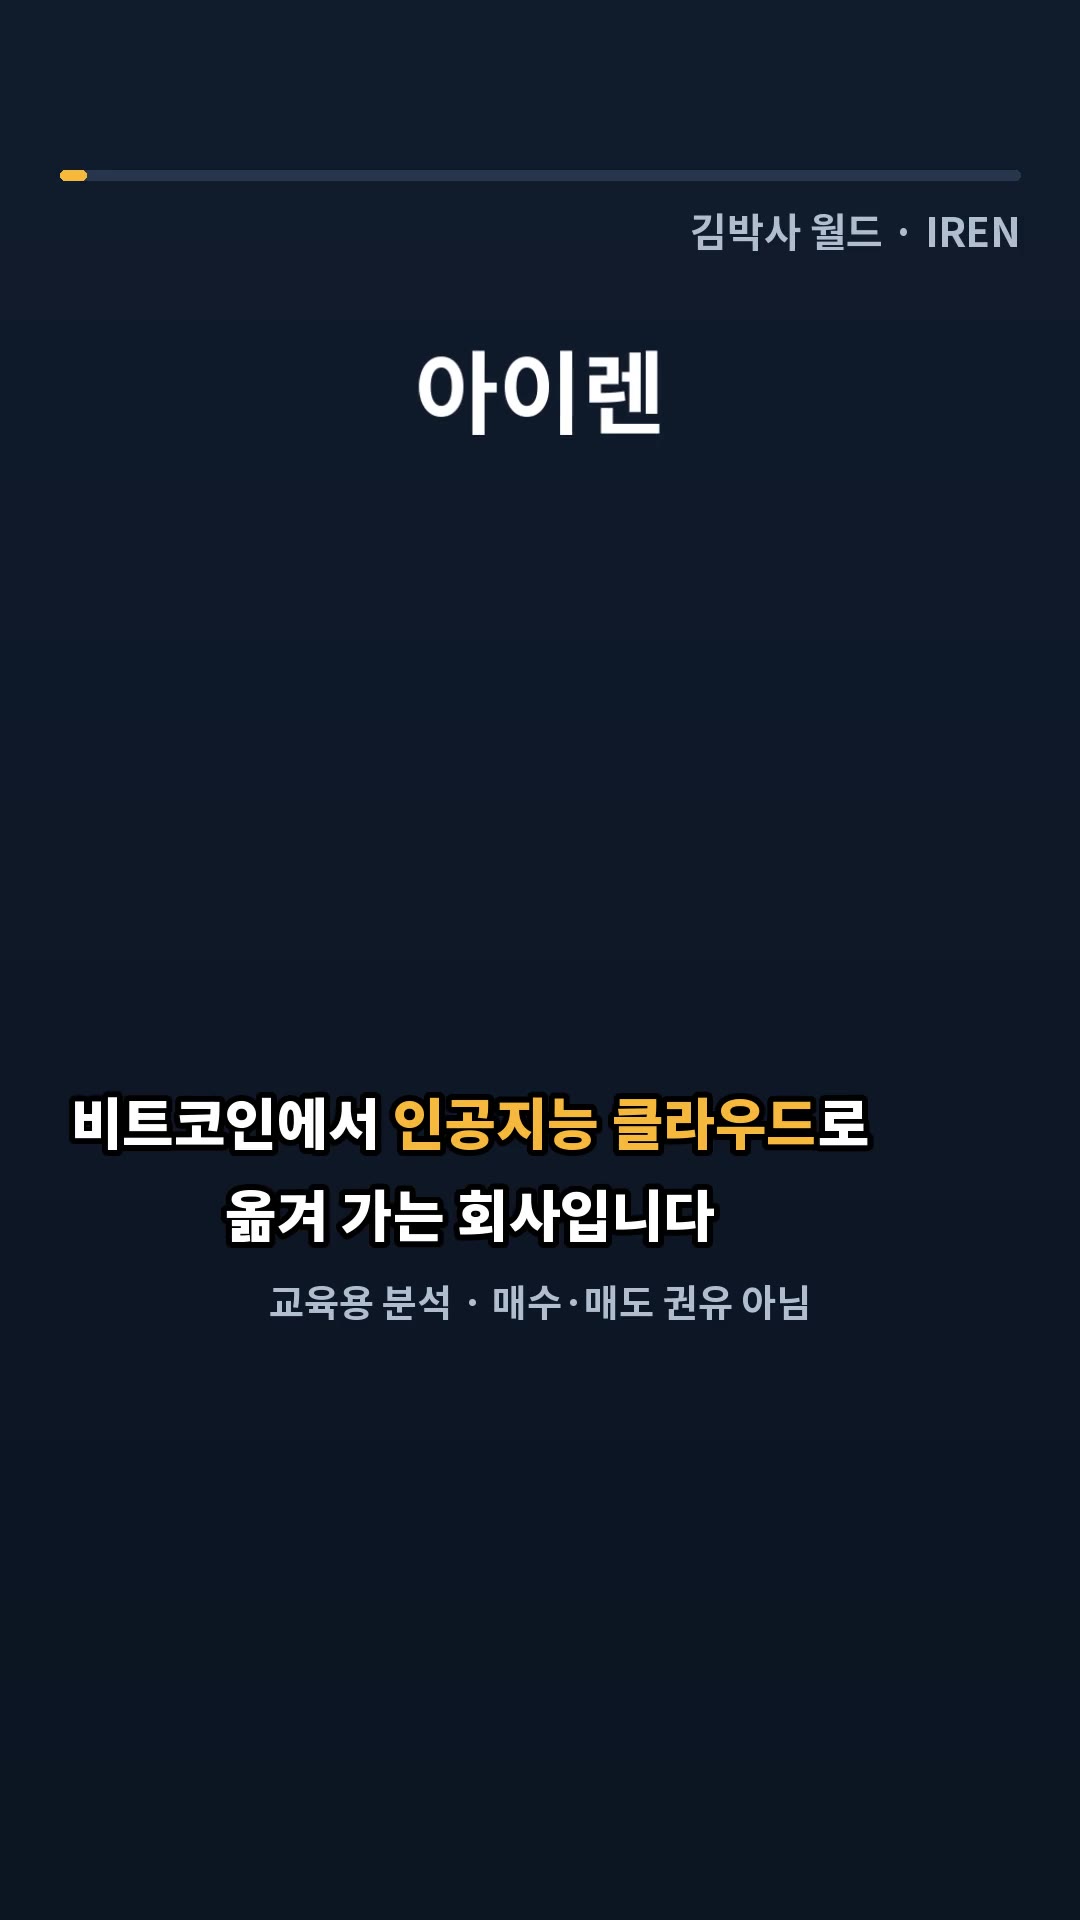 김박사 월드 · IREN
아이렌
비트코인에서 인공지능 클라우드로
옮겨 가는 회사입니다
교육용 분석 · 매수·매도 권유 아님